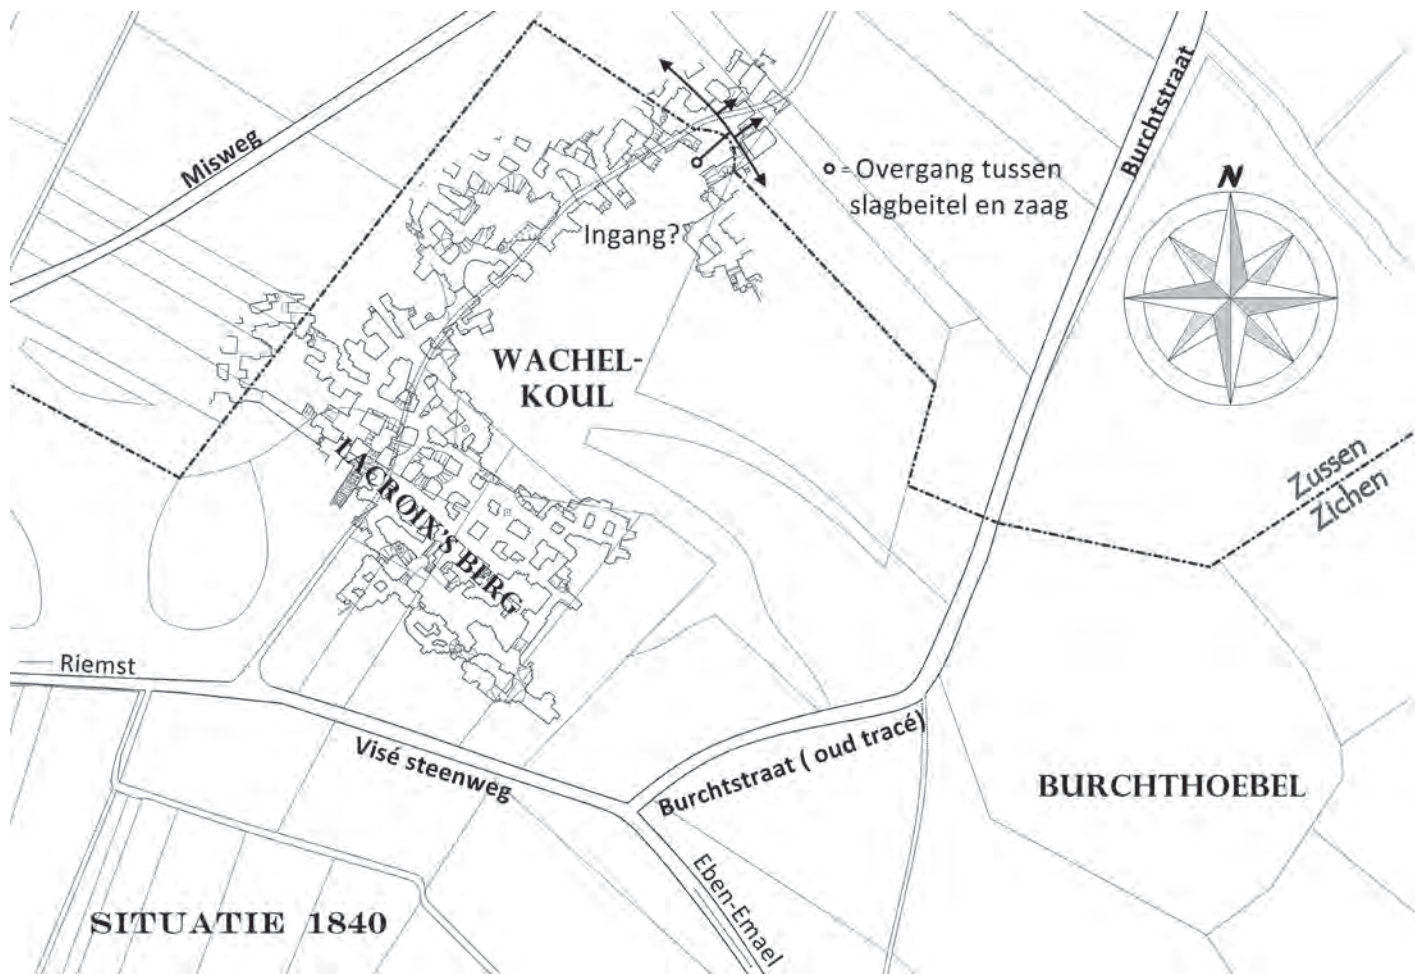 Misweg
Burchtstraat
N
= Overgang tussen
slagbeitel en zaag
Ingang?
WACHEL-
KOUL
LACROIX'S BERG
Zussen
Zichen
Riemst
Visé steenweg
Burchtstraat ( oud tracé)
BURCHTHOEBEL
Eben-Emael
SITUATIE 1840